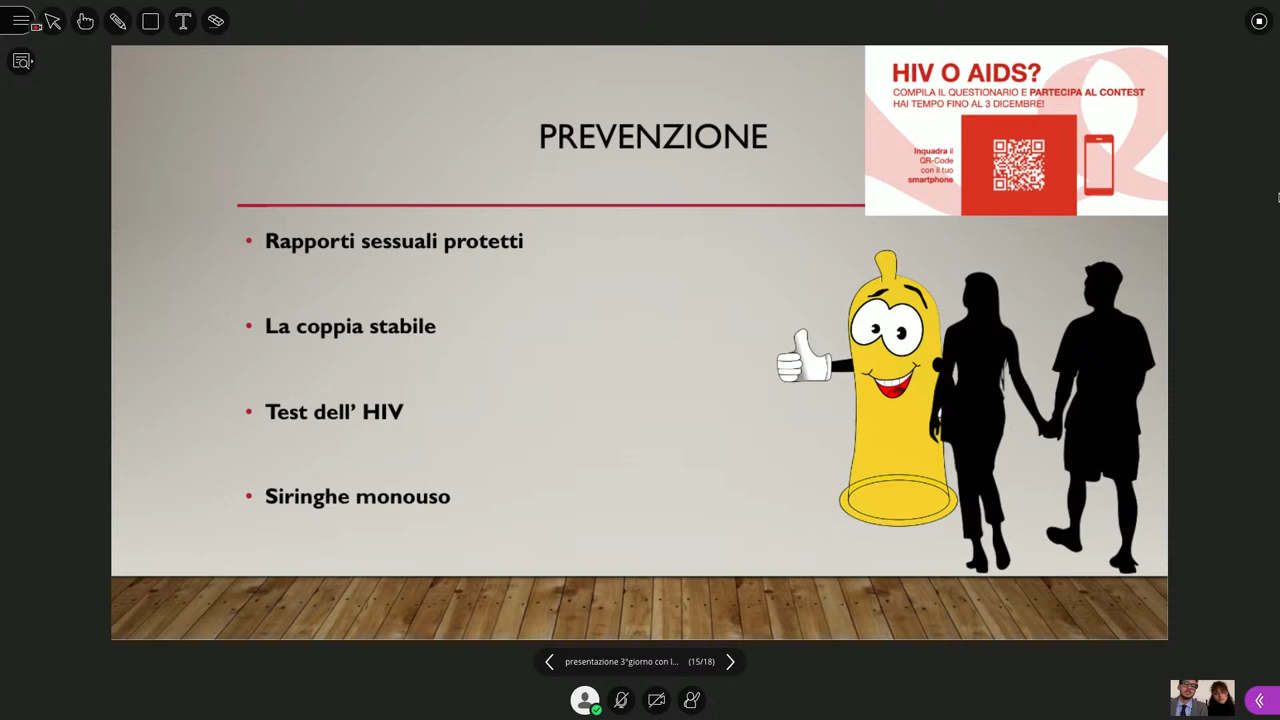 HIV O AIDS?
COMPILA IL QUESTIONARIO E PARTECIPA AL CONTEST
HAI TEMPO FINO AL 3 DICEMBRE!
Inquadra il
QR-Code
con il tuo
smartphone
PREVENZIONE
• Rapporti sessuali protetti
• La coppia stabile
• Test dell’ HIV
• Siringhe monouso
presentazione 3°giorno con l... (15/18)